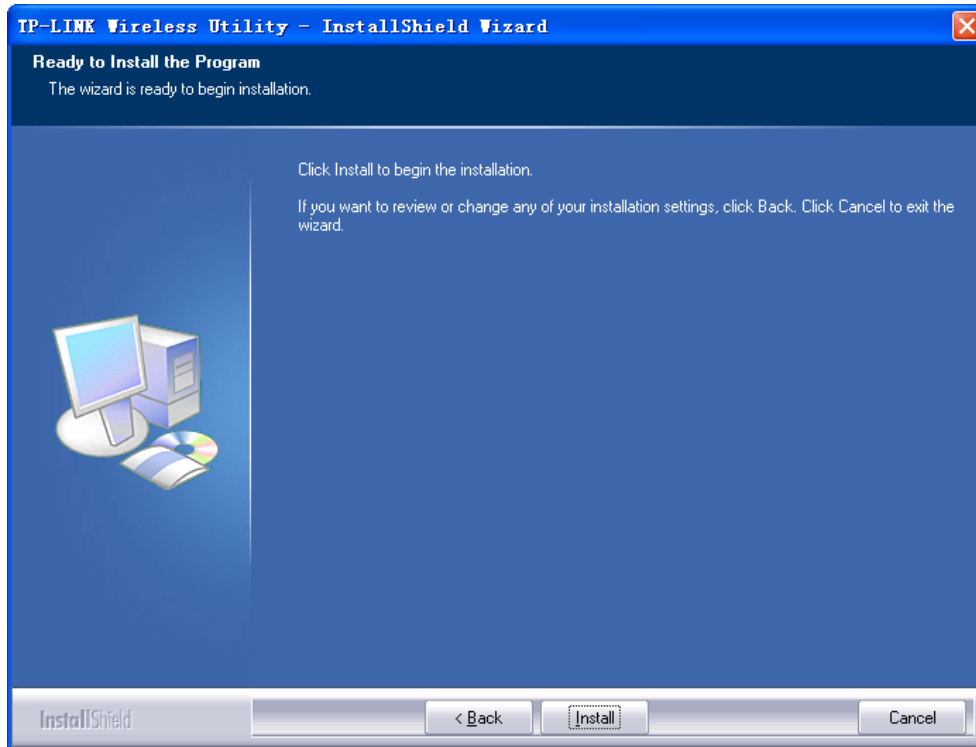 TP-LINK Wireless Utility - InstallShield Wizard
Ready to Install the Program
The wizard is ready to begin installation.
Click Install to begin the installation.
If you want to review or change any of your installation settings, click Back. Click Cancel to exit the
wizard.
InstallShield
< Back
Install
Cancel